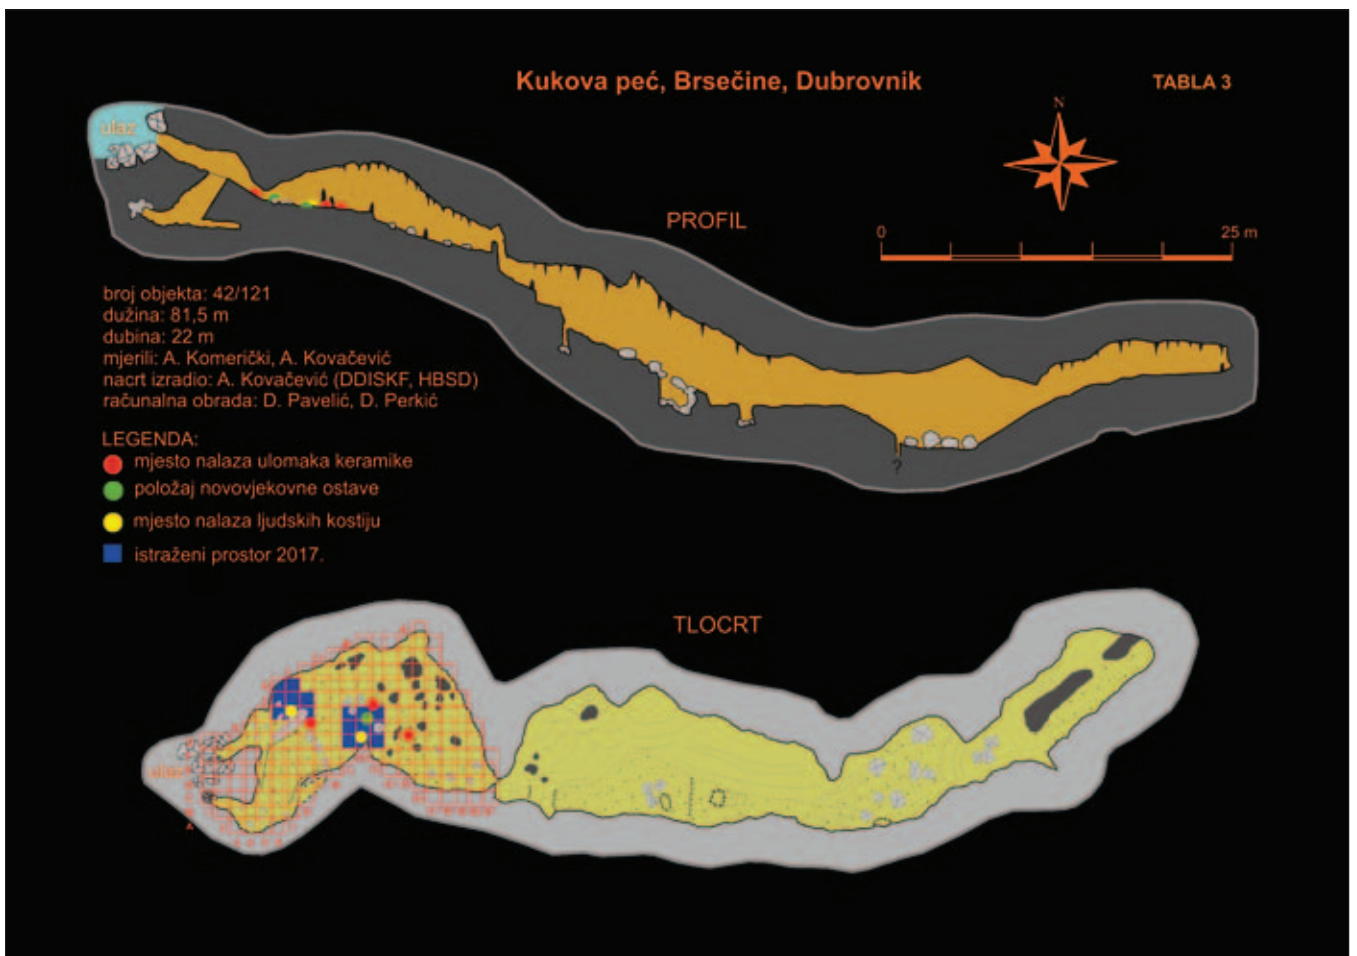 Kukova peć, Brsečine, Dubrovnik
TABLA 3
N
ulaz
PROFIL
0 25 m
broj objekta: 42/121
dužina: 81,5 m
dubina: 22 m
mjerili: A. Komerički, A. Kovačević
nacrt izradio: A. Kovačević (DDISKF, HBSD)
računalna obrada: D. Pavelić, D. Perkić
LEGENDA:
mjesto nalaza ulomaka keramike
položaj novovjekovne ostave
mjesto nalaza ljudskih kostiju
istraženi prostor 2017.
?
TLOCRT